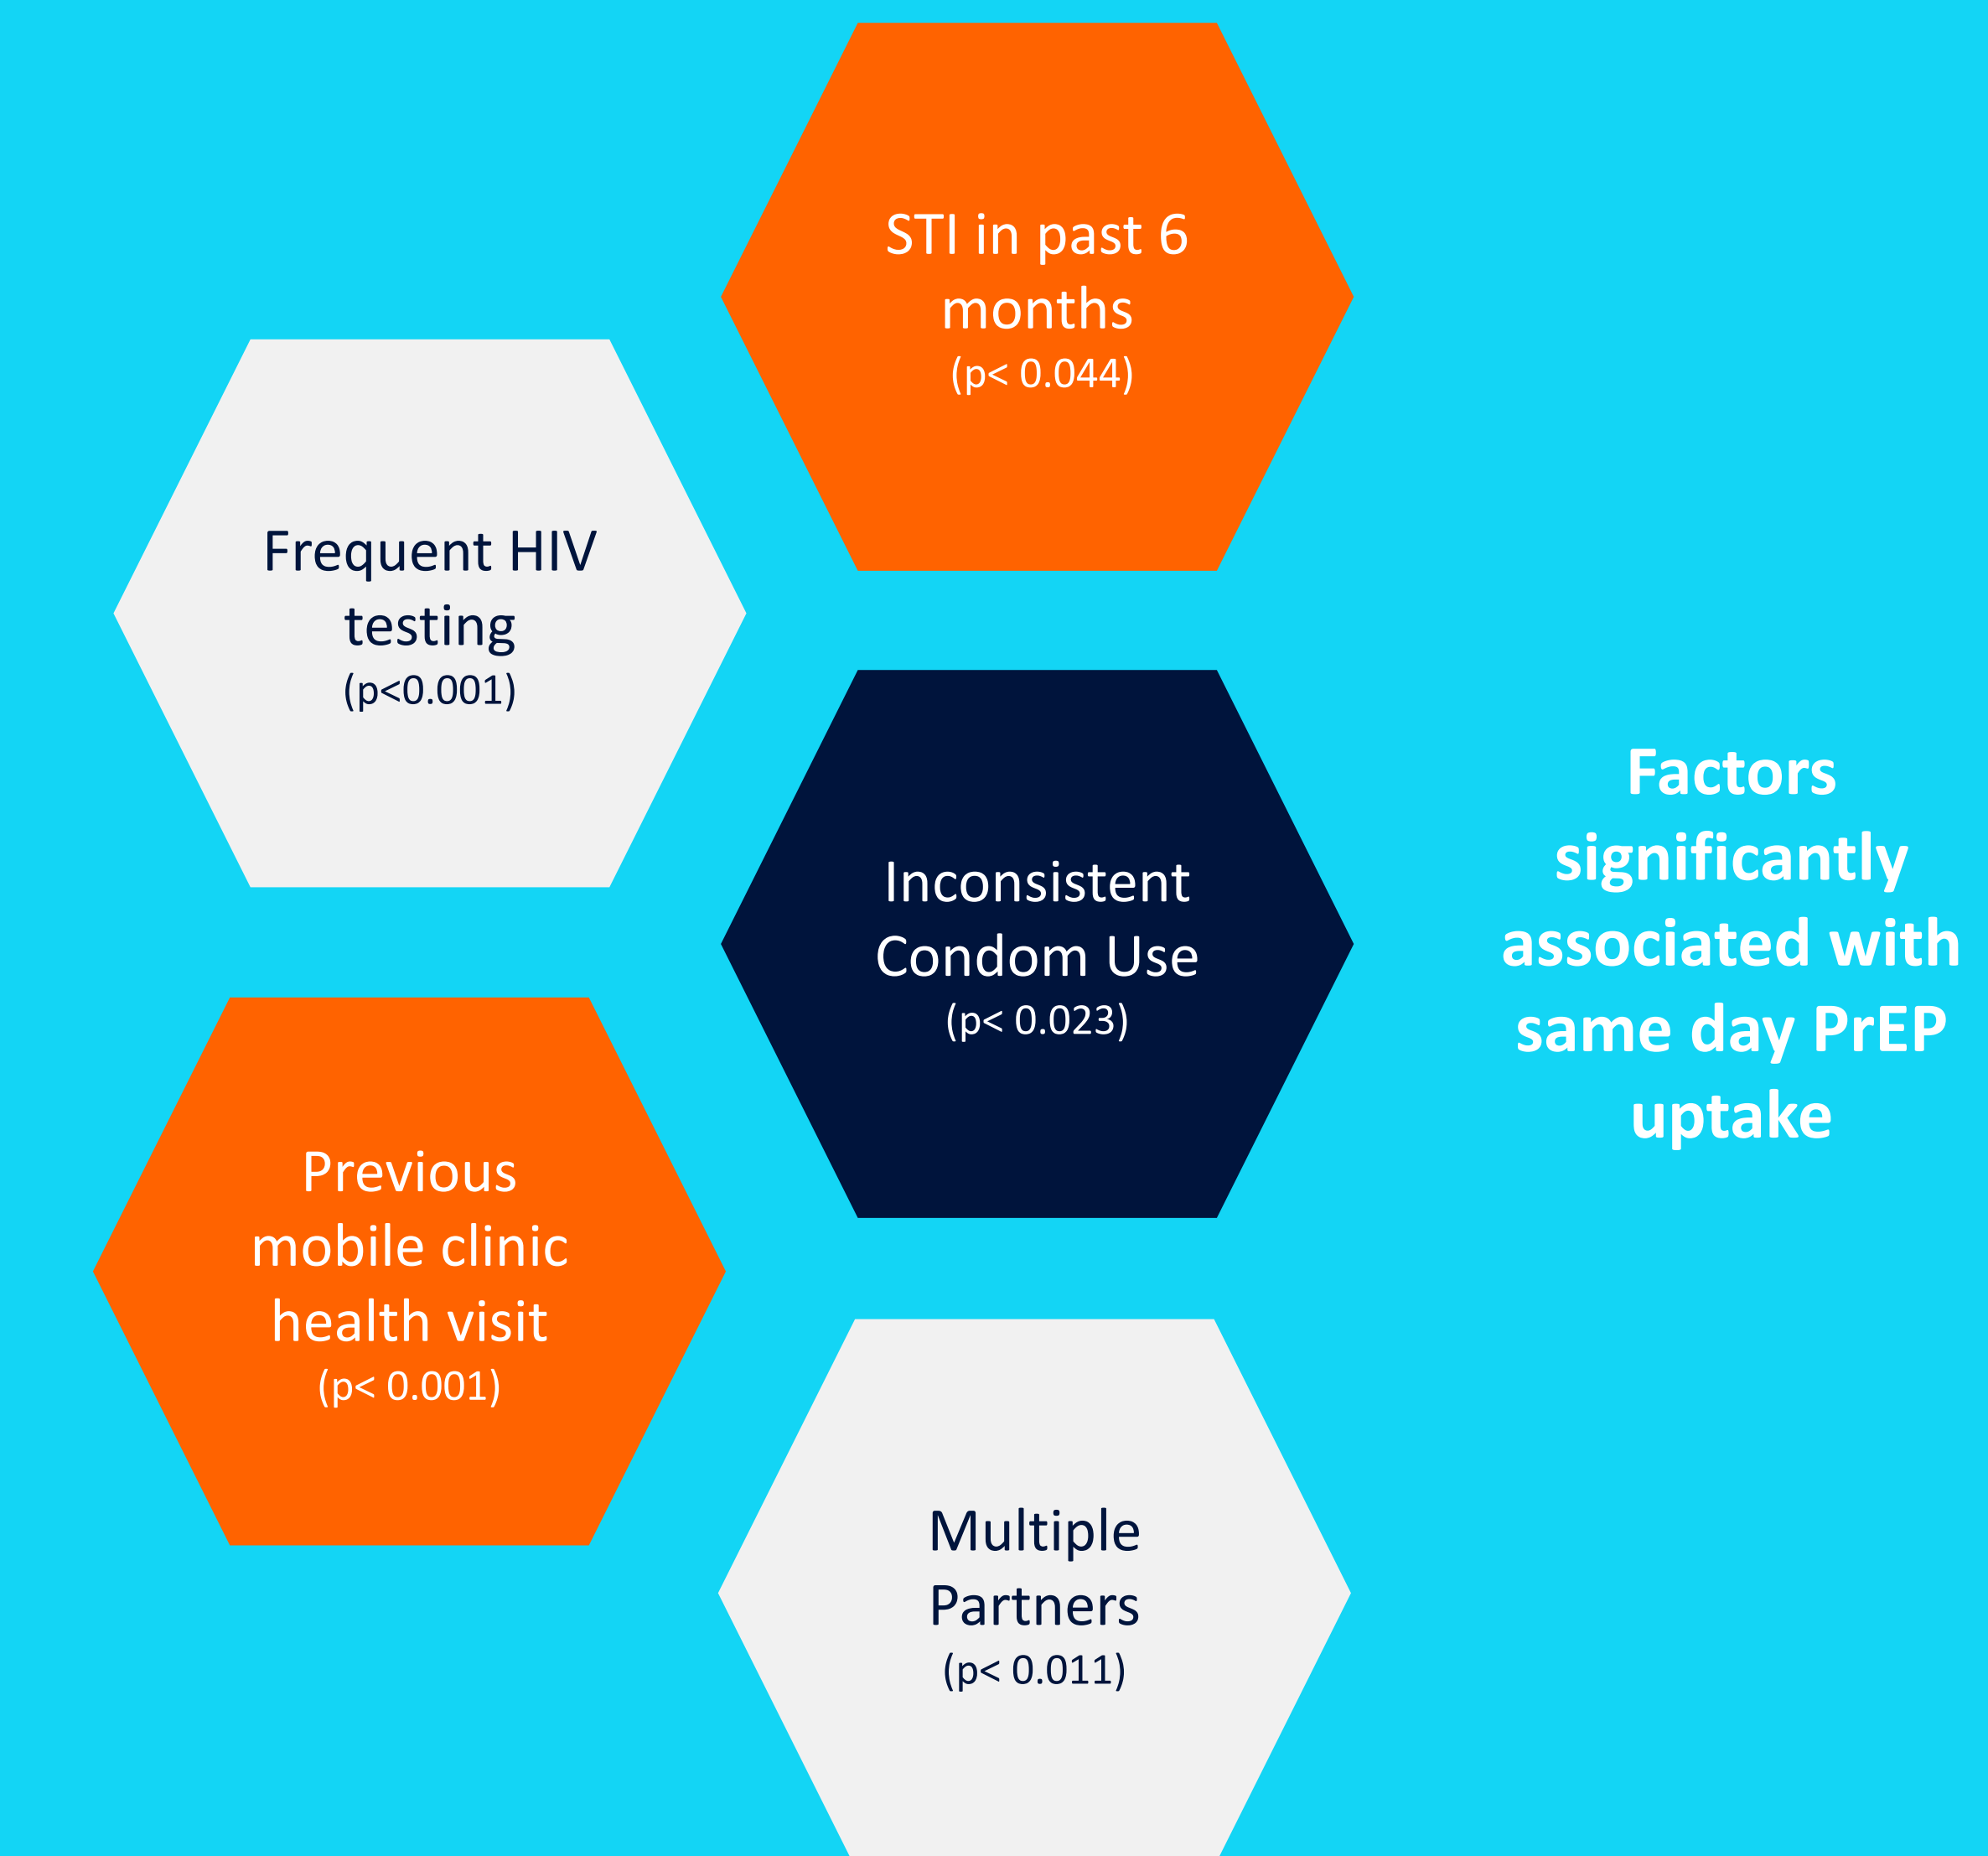 STI in past 6
months
(p< 0.044)
Frequent HIV
testing
(p<0.001)
Inconsistent
Condom Use
(p< 0.023)
Factors
significantly
associated with
same day PrEP
uptake
Previous
mobile clinic
health visit
(p< 0.001)
Multiple
Partners
(p< 0.011)